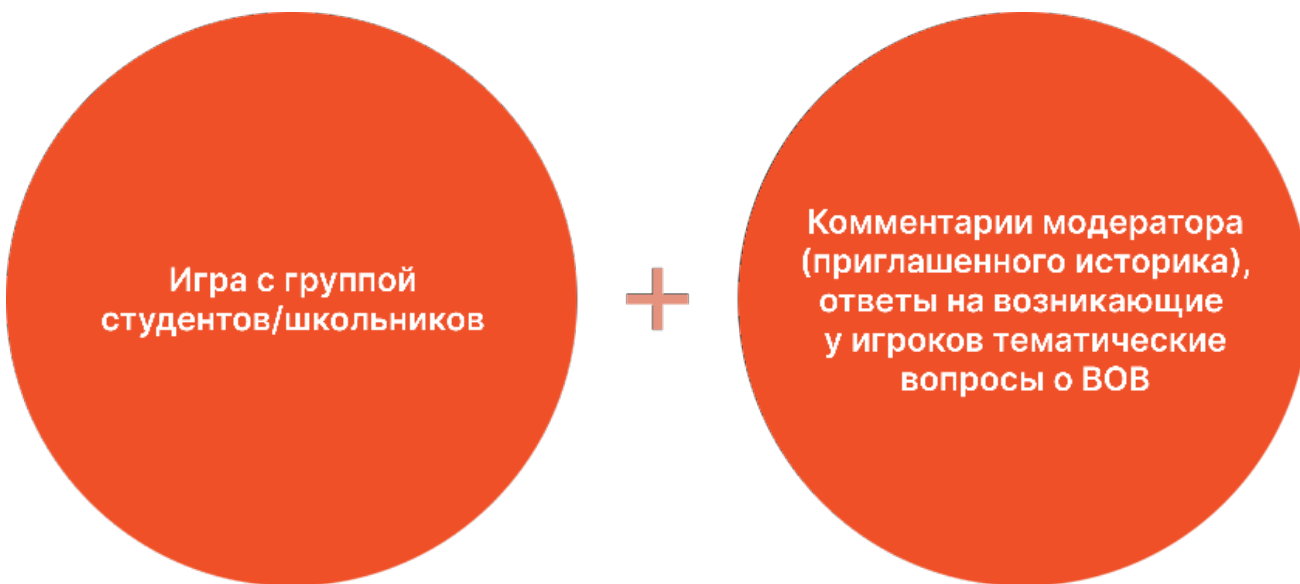 Игра с группой
студентов/школьников
+
Комментарии модератора
(приглашенного историка),
ответы на возникающие
у игроков тематические
вопросы о ВОВ